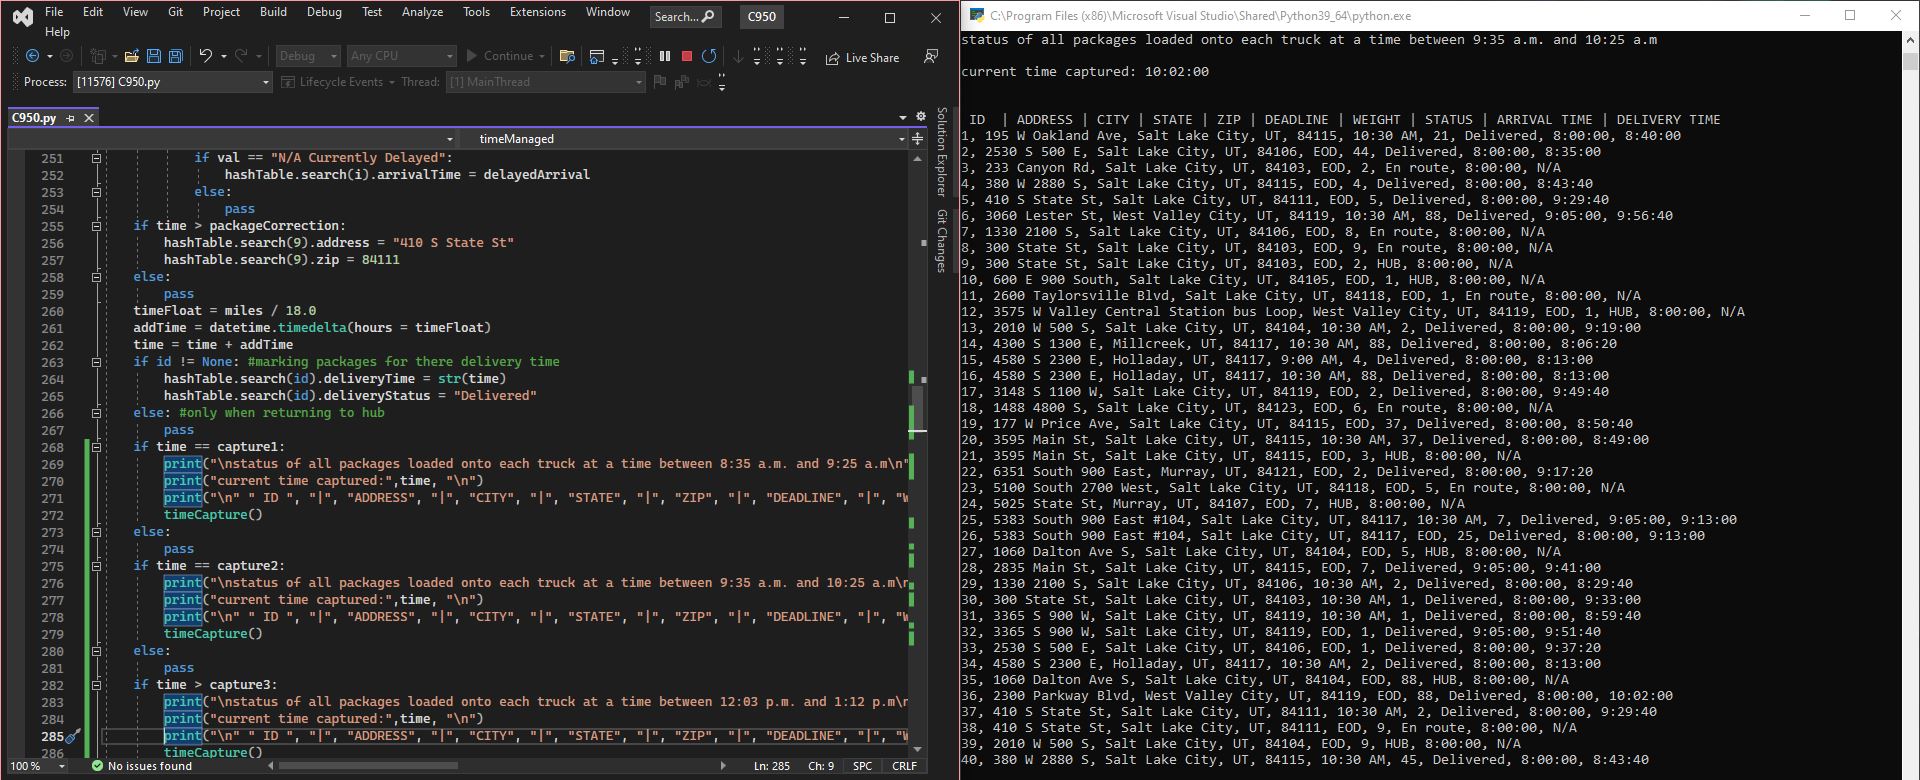 File Edit View Git Project Build Debug Test Analyze Tools Extensions Window Search... C950
Help
Debug Any CPU Continue Live Share
Process: [11576] C950.py Lifecycle Events Thread: [1] MainThread
C950.py
timeManaged
Solution Explorer
Git Changes
251 if val == "N/A Currently Delayed":
252 hashTable.search(i).arrivalTime = delayedArrival
253 else:
254 pass
255 if time > packageCorrection:
256 hashTable.search(9).address = "410 S State St"
257 hashTable.search(9).zip = 84111
258 else:
259 pass
260 timeFloat = miles / 18.0
261 addTime = datetime.timedelta(hours = timeFloat)
262 time = time + addTime
263 if id != None: #marking packages for there delivery time
264 hashTable.search(id).deliveryTime = str(time)
265 hashTable.search(id).deliveryStatus = "Delivered"
266 else: #only when returning to hub
267 pass
268 if time == capture1:
269 print("\nstatus of all packages loaded onto each truck at a time between 8:35 a.m. and 9:25 a.m\n"
270 print("current time captured:",time, "\n")
271 print("\n" " ID ", "|", "ADDRESS", "|", "CITY", "|", "STATE", "|", "ZIP", "|", "DEADLINE", "|", "W
272 timeCapture()
273 else:
274 pass
275 if time == capture2:
276 print("\nstatus of all packages loaded onto each truck at a time between 9:35 a.m. and 10:25 a.m\n
277 print("current time captured:",time, "\n")
278 print("\n" " ID ", "|", "ADDRESS", "|", "CITY", "|", "STATE", "|", "ZIP", "|", "DEADLINE", "|", "W
279 timeCapture()
280 else:
281 pass
282 if time > capture3:
283 print("\nstatus of all packages loaded onto each truck at a time between 12:03 p.m. and 1:12 p.m\n
284 print("current time captured:",time, "\n")
285 print("\n" " ID ", "|", "ADDRESS", "|", "CITY", "|", "STATE", "|", "ZIP", "|", "DEADLINE", "|", "W
286 timeCapture()
100 % No issues found Ln: 285 Ch: 9 SPC CRLF
C:\Program Files (x86)\Microsoft Visual Studio\Shared\Python39_64\python.exe
status of all packages loaded onto each truck at a time between 9:35 a.m. and 10:25 a.m
current time captured: 10:02:00
ID | ADDRESS | CITY | STATE | ZIP | DEADLINE | WEIGHT | STATUS | ARRIVAL TIME | DELIVERY TIME
1, 195 W Oakland Ave, Salt Lake City, UT, 84115, 10:30 AM, 21, Delivered, 8:00:00, 8:40:00
2, 2530 S 500 E, Salt Lake City, UT, 84106, EOD, 44, Delivered, 8:00:00, 8:35:00
3, 233 Canyon Rd, Salt Lake City, UT, 84103, EOD, 2, En route, 8:00:00, N/A
4, 380 W 2880 S, Salt Lake City, UT, 84115, EOD, 4, Delivered, 8:00:00, 8:43:40
5, 410 S State St, Salt Lake City, UT, 84111, EOD, 5, Delivered, 8:00:00, 9:29:40
6, 3060 Lester St, West Valley City, UT, 84119, 10:30 AM, 88, Delivered, 9:05:00, 9:56:40
7, 1330 2100 S, Salt Lake City, UT, 84106, EOD, 8, En route, 8:00:00, N/A
8, 300 State St, Salt Lake City, UT, 84103, EOD, 9, En route, 8:00:00, N/A
9, 300 State St, Salt Lake City, UT, 84103, EOD, 2, HUB, 8:00:00, N/A
10, 600 E 900 South, Salt Lake City, UT, 84105, EOD, 1, HUB, 8:00:00, N/A
11, 2600 Taylorsville Blvd, Salt Lake City, UT, 84118, EOD, 1, En route, 8:00:00, N/A
12, 3575 W Valley Central Station bus Loop, West Valley City, UT, 84119, EOD, 1, HUB, 8:00:00, N/A
13, 2010 W 500 S, Salt Lake City, UT, 84104, 10:30 AM, 2, Delivered, 8:00:00, 9:19:00
14, 4300 S 1300 E, Millcreek, UT, 84117, 10:30 AM, 88, Delivered, 8:00:00, 8:06:20
15, 4580 S 2300 E, Holladay, UT, 84117, 9:00 AM, 4, Delivered, 8:00:00, 8:13:00
16, 4580 S 2300 E, Holladay, UT, 84117, 10:30 AM, 88, Delivered, 8:00:00, 8:13:00
17, 3148 S 1100 W, Salt Lake City, UT, 84119, EOD, 2, Delivered, 8:00:00, 9:49:40
18, 1488 4800 S, Salt Lake City, UT, 84123, EOD, 6, En route, 8:00:00, N/A
19, 177 W Price Ave, Salt Lake City, UT, 84115, EOD, 37, Delivered, 8:00:00, 8:50:40
20, 3595 Main St, Salt Lake City, UT, 84115, 10:30 AM, 37, Delivered, 8:00:00, 8:49:00
21, 3595 Main St, Salt Lake City, UT, 84115, EOD, 3, HUB, 8:00:00, N/A
22, 6351 South 900 East, Murray, UT, 84121, EOD, 2, Delivered, 8:00:00, 9:17:20
23, 5100 South 2700 West, Salt Lake City, UT, 84118, EOD, 5, En route, 8:00:00, N/A
24, 5025 State St, Murray, UT, 84107, EOD, 7, HUB, 8:00:00, N/A
25, 5383 South 900 East #104, Salt Lake City, UT, 84117, 10:30 AM, 7, Delivered, 9:05:00, 9:13:00
26, 5383 South 900 East #104, Salt Lake City, UT, 84117, EOD, 25, Delivered, 8:00:00, 9:13:00
27, 1060 Dalton Ave S, Salt Lake City, UT, 84104, EOD, 5, HUB, 8:00:00, N/A
28, 2835 Main St, Salt Lake City, UT, 84115, EOD, 7, Delivered, 9:05:00, 9:41:00
29, 1330 2100 S, Salt Lake City, UT, 84106, 10:30 AM, 2, Delivered, 8:00:00, 8:29:40
30, 300 State St, Salt Lake City, UT, 84103, 10:30 AM, 1, Delivered, 8:00:00, 9:33:00
31, 3365 S 900 W, Salt Lake City, UT, 84119, 10:30 AM, 1, Delivered, 8:00:00, 8:59:40
32, 3365 S 900 W, Salt Lake City, UT, 84119, EOD, 1, Delivered, 9:05:00, 9:51:40
33, 2530 S 500 E, Salt Lake City, UT, 84106, EOD, 1, Delivered, 8:00:00, 9:37:20
34, 4580 S 2300 E, Holladay, UT, 84117, 10:30 AM, 2, Delivered, 8:00:00, 8:13:00
35, 1060 Dalton Ave S, Salt Lake City, UT, 84104, EOD, 88, HUB, 8:00:00, N/A
36, 2300 Parkway Blvd, West Valley City, UT, 84119, EOD, 88, Delivered, 8:00:00, 10:02:00
37, 410 S State St, Salt Lake City, UT, 84111, 10:30 AM, 2, Delivered, 8:00:00, 9:29:40
38, 410 S State St, Salt Lake City, UT, 84111, EOD, 9, En route, 8:00:00, N/A
39, 2010 W 500 S, Salt Lake City, UT, 84104, EOD, 9, HUB, 8:00:00, N/A
40, 380 W 2880 S, Salt Lake City, UT, 84115, 10:30 AM, 45, Delivered, 8:00:00, 8:43:40